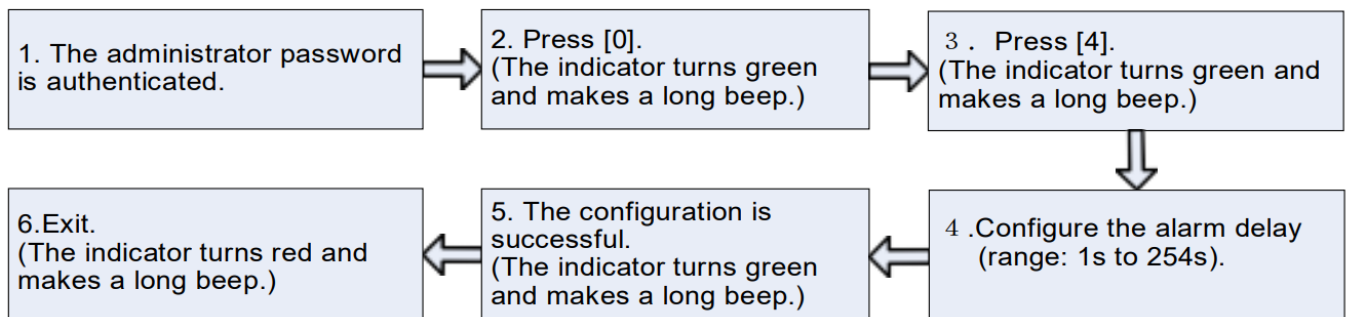 1. The administrator password
is authenticated.
2. Press [0].
(The indicator turns green
and makes a long beep.)
3．Press [4].
(The indicator turns green and
makes a long beep.)
4 .Configure the alarm delay
(range: 1s to 254s).
5. The configuration is
successful.
(The indicator turns green
and makes a long beep.)
6.Exit.
(The indicator turns red and
makes a long beep.)